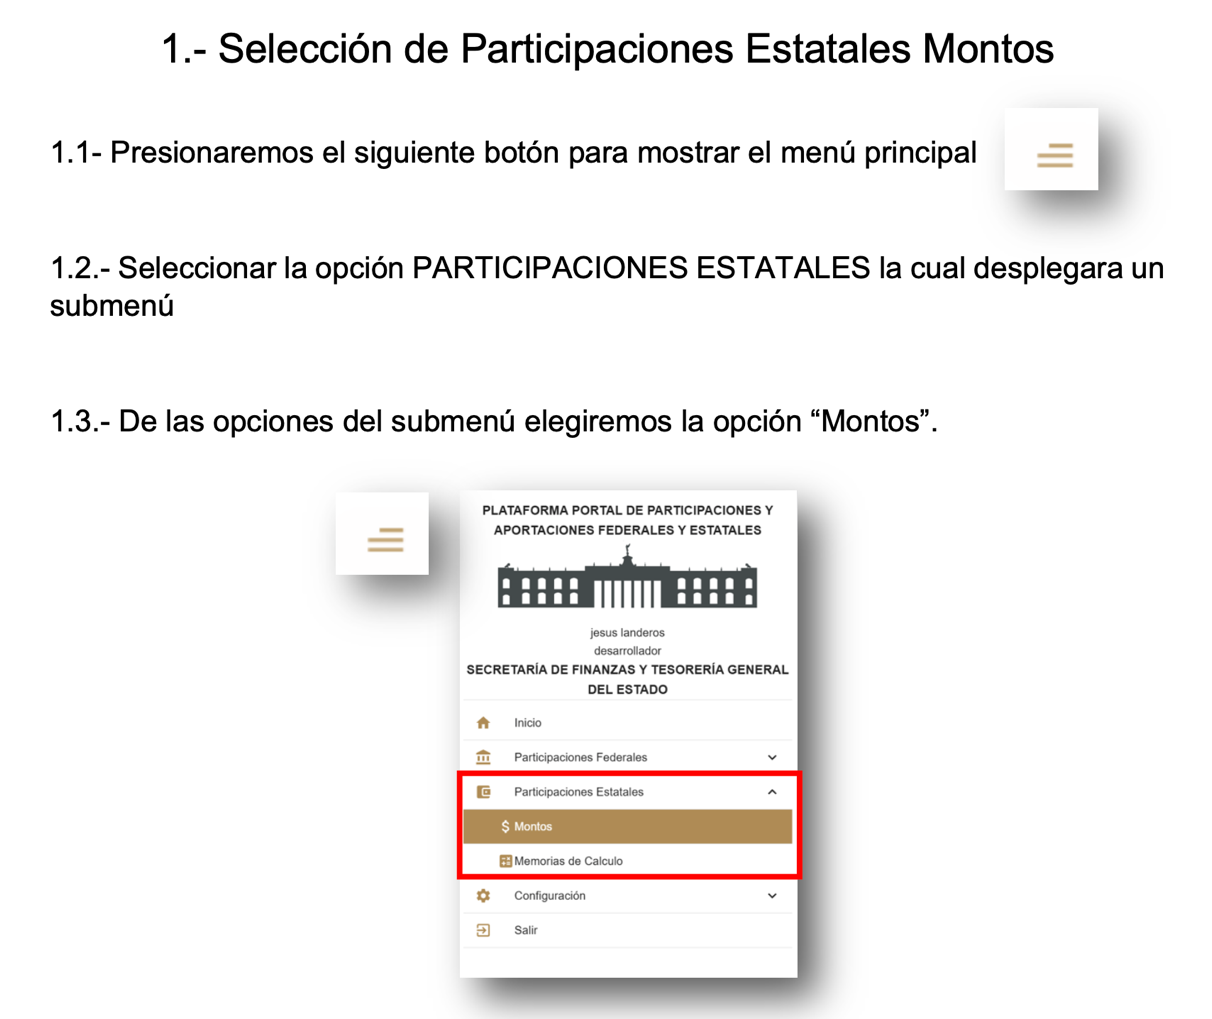 1.- Selección de Participaciones Estatales Montos
1.1- Presionaremos el siguiente botón para mostrar el menú principal
1.2.- Seleccionar la opción PARTICIPACIONES ESTATALES la cual desplegara un
submenú
1.3.- De las opciones del submenú elegiremos la opción “Montos”.
PLATAFORMA PORTAL DE PARTICIPACIONES Y
APORTACIONES FEDERALES Y ESTATALES
jesus landeros
desarrollador
SECRETARÍA DE FINANZAS Y TESORERÍA GENERAL
DEL ESTADO
Inicio
Participaciones Federales
Participaciones Estatales
$ Montos
Memorias de Calculo
Configuración
Salir